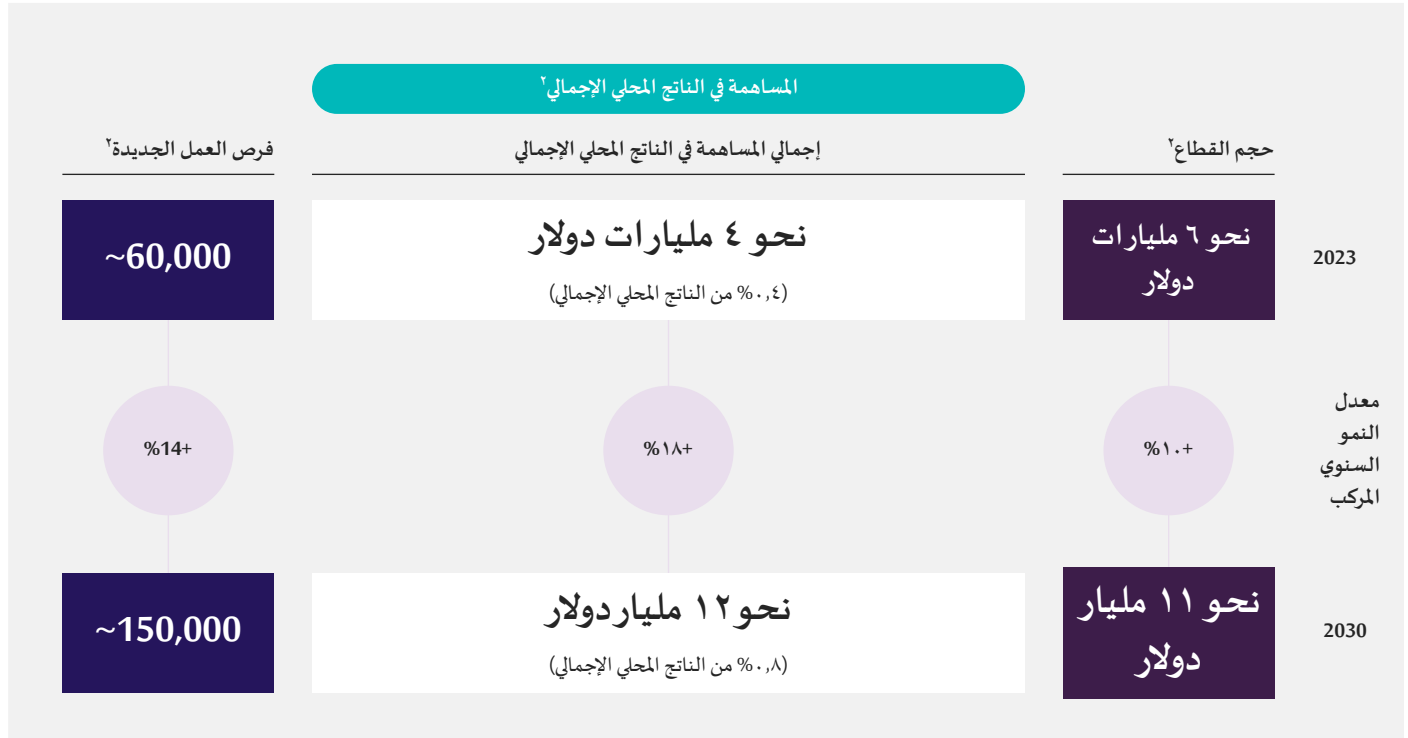 المساهمة في الناتج المحلي الإجمالي٢
حجم القطاع٢
إجمالي المساهمة في الناتج المحلي الإجمالي
فرص العمل الجديدة٢
2023
نحو ٦ مليارات
دولار
نحو ٤ مليارات دولار
(٠,٤% من الناتج المحلي الإجمالي)
~60,000
معدل
النمو
السنوي
المركب
+١٠%
+١٨%
+14%
2030
نحو ١١ مليار
دولار
نحو ١٢ مليار دولار
(٠,٨% من الناتج المحلي الإجمالي)
~150,000